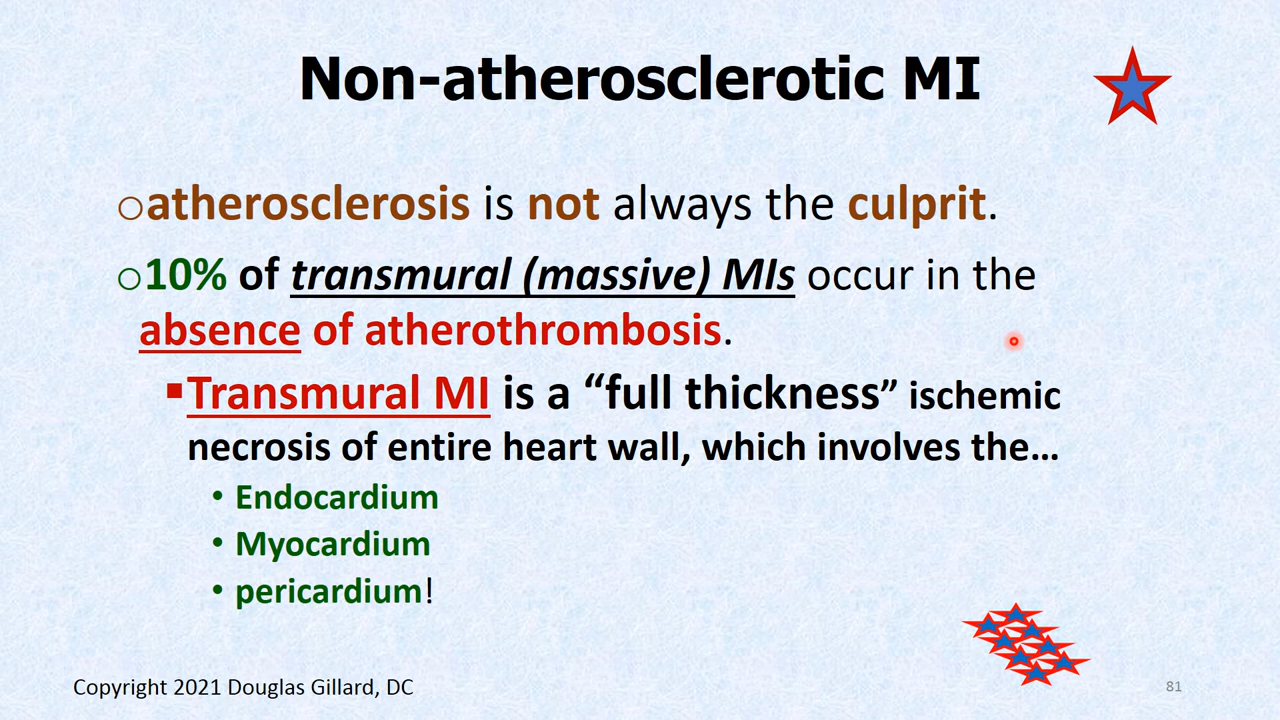 Non-atherosclerotic MI
○atherosclerosis is not always the culprit.
○10% of transmural (massive) MIs occur in the
absence of atherothrombosis.
▪Transmural MI is a “full thickness” ischemic
necrosis of entire heart wall, which involves the…
• Endocardium
• Myocardium
• pericardium!
Copyright 2021 Douglas Gillard, DC
81